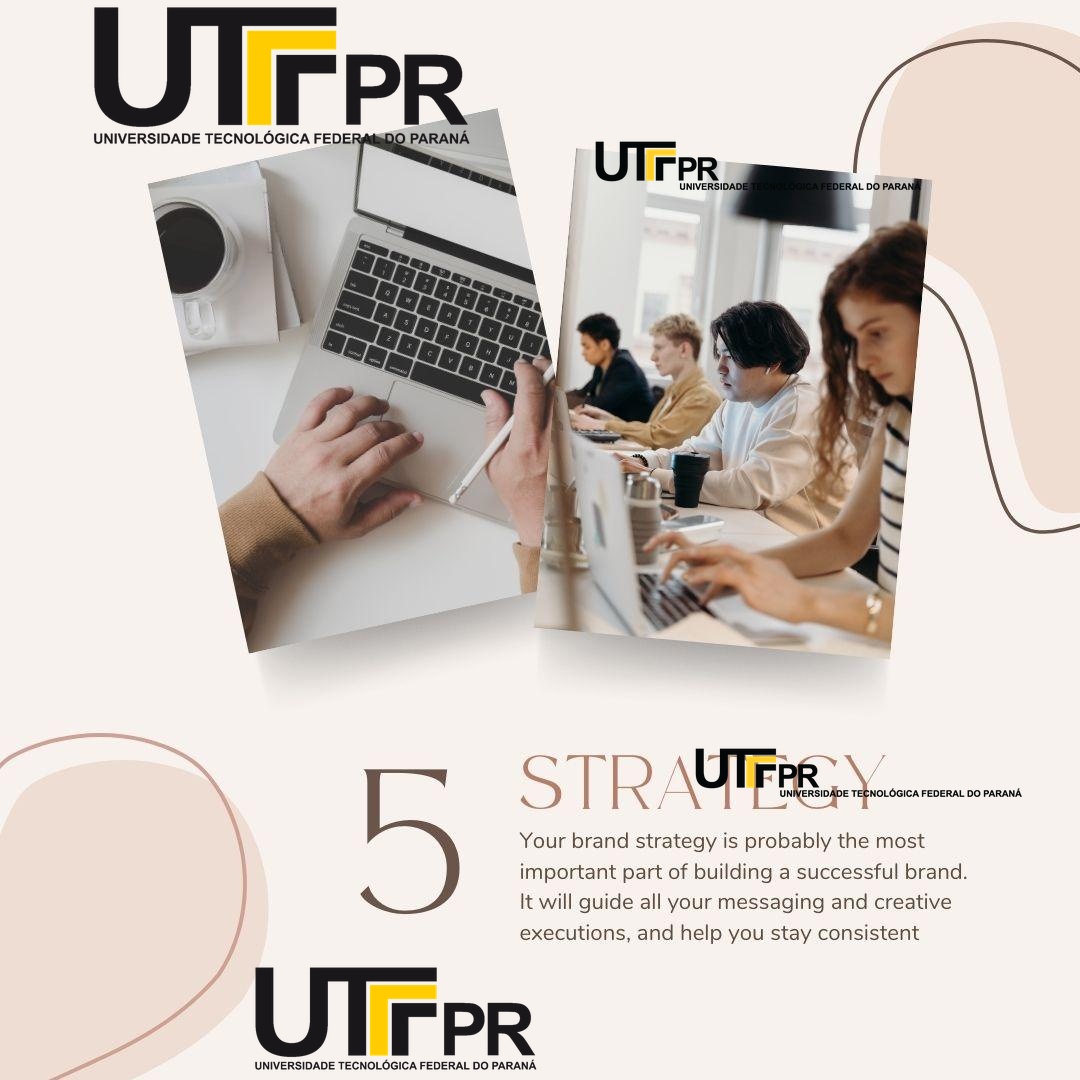 UTFPR
UNIVERSIDADE TECNOLÓGICA FEDERAL DO PARANÁ
UTFPR
UNIVERSIDADE TECNOLÓGICA FEDERAL DO PARANÁ
5
STRATEGY
UTFPR
UNIVERSIDADE TECNOLÓGICA FEDERAL DO PARANÁ
Your brand strategy is probably the most
important part of building a successful brand.
It will guide all your messaging and creative
executions, and help you stay consistent
UTFPR
UNIVERSIDADE TECNOLÓGICA FEDERAL DO PARANÁ